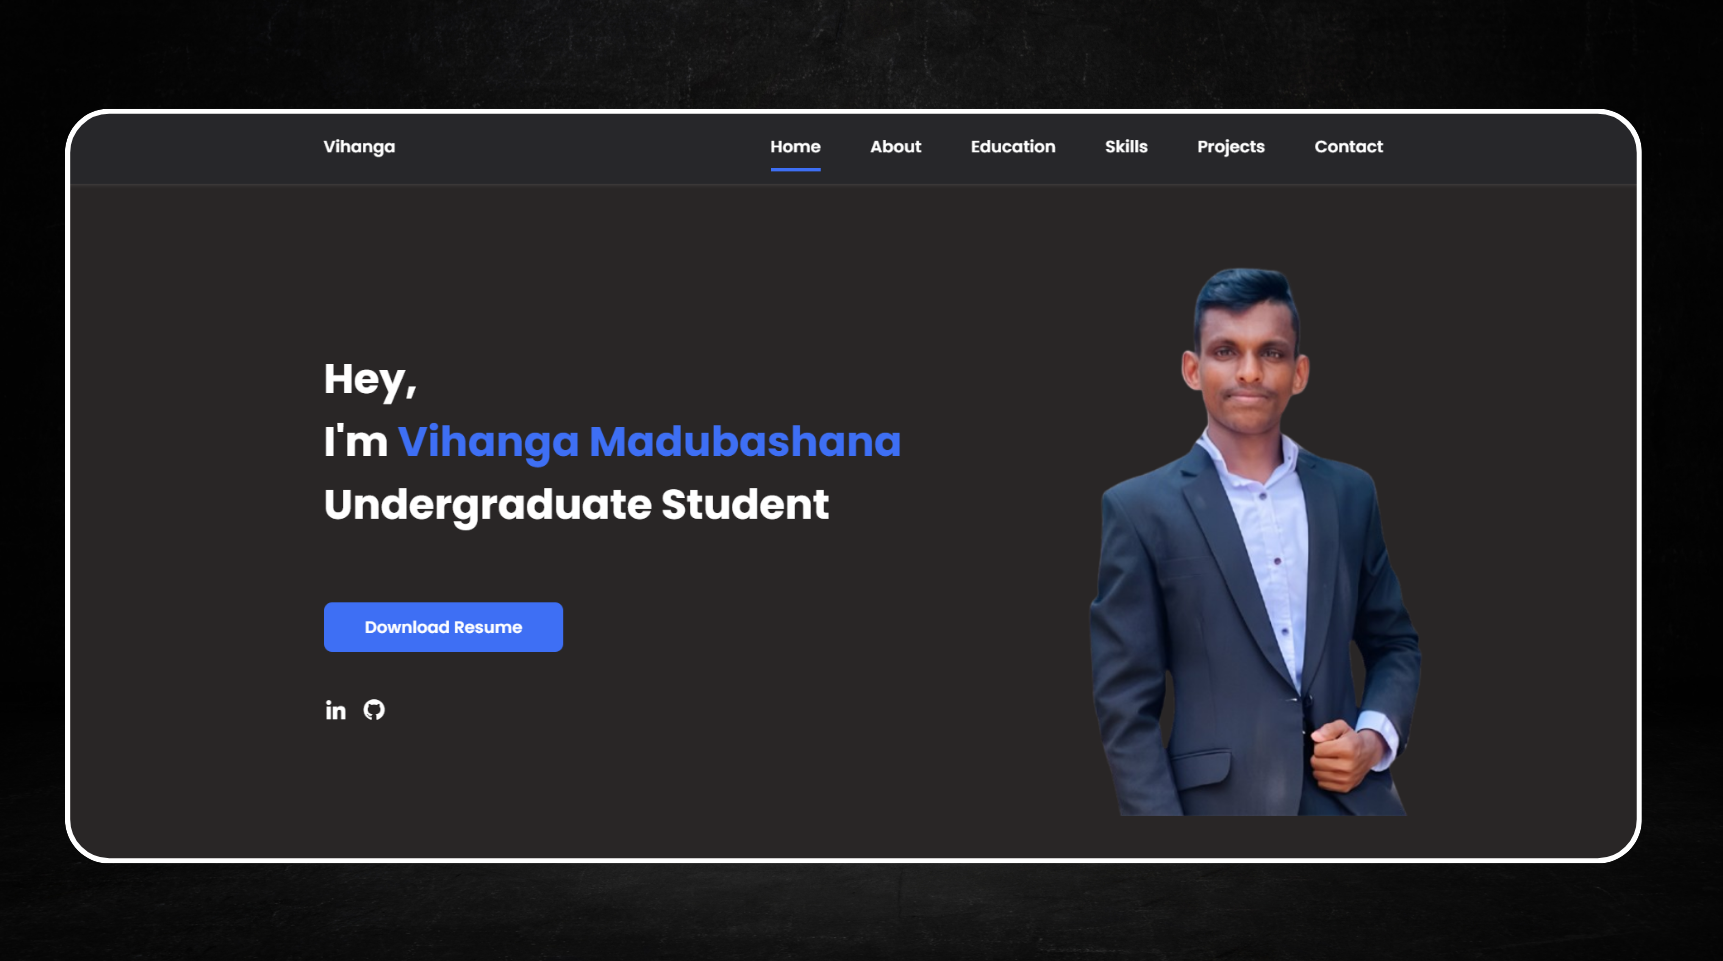 Vihanga
Home About Education Skills Projects Contact
Hey,
I'm Vihanga Madubashana
Undergraduate Student
Download Resume
in